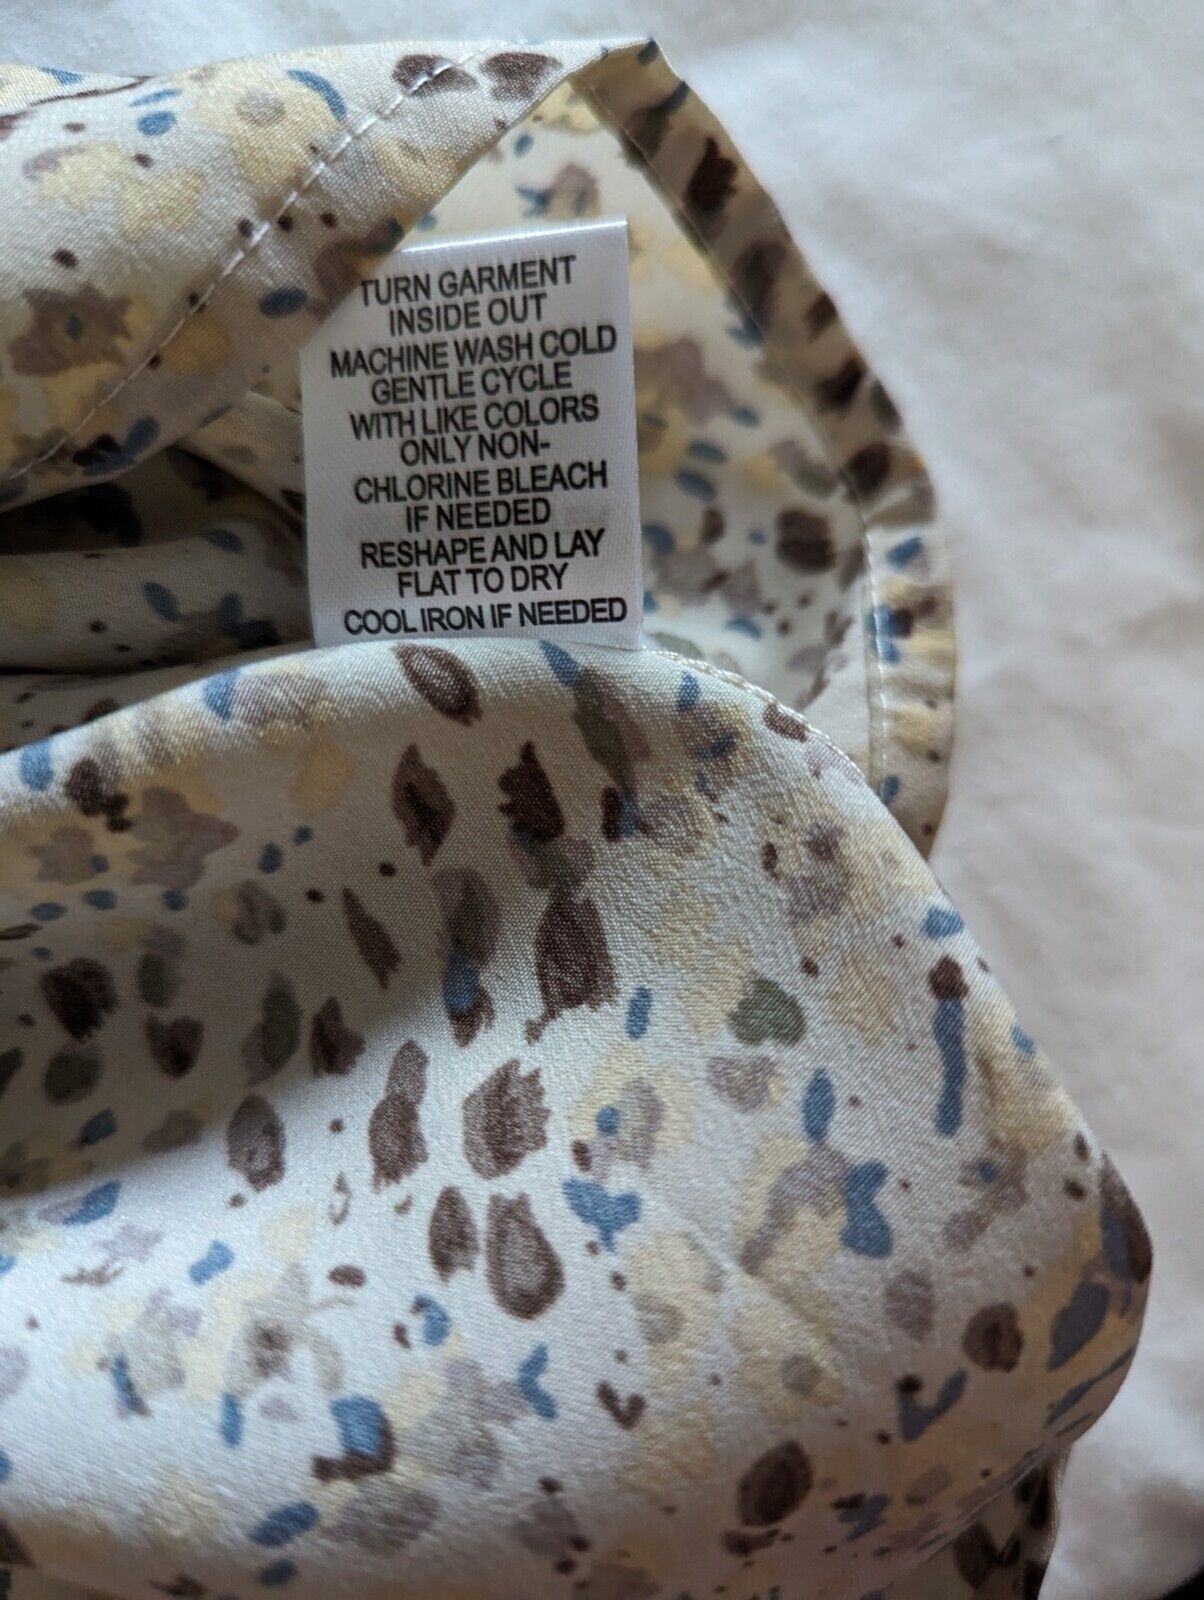 TURN GARMENT
INSIDE OUT
MACHINE WASH COLD
GENTLE CYCLE
WITH LIKE COLORS
ONLY NON-
CHLORINE BLEACH
IF NEEDED
RESHAPE AND LAY
FLAT TO DRY
COOL IRON IF NEEDED